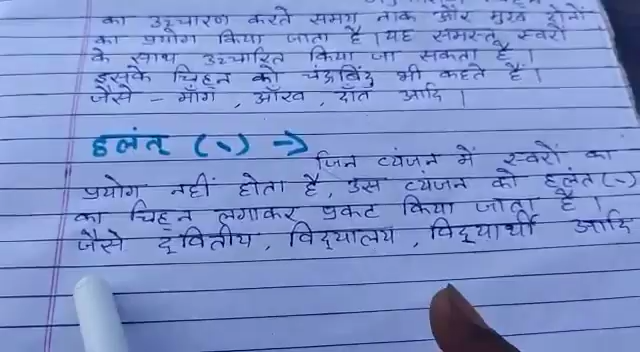 का उच्चारण करते समय नाक और मुख दोनों
का प्रयोग किया जाता है। यह समस्त स्वरों
के साथ उच्चारित किया जा सकता है।
इसके चिह्न को चंद्रबिंदु भी कहते हैं।
जैसे - माँग , आँख , दाँत आदि।
हलंत् (्) →
जिन व्यंजन में स्वरों का
प्रयोग नहीं होता है, उस व्यंजन को हलंत(्)
का चिह्न लगाकर प्रकट किया जाता है।
जैसे द्वितीय , विद्यालय , विद्यार्थी आदि